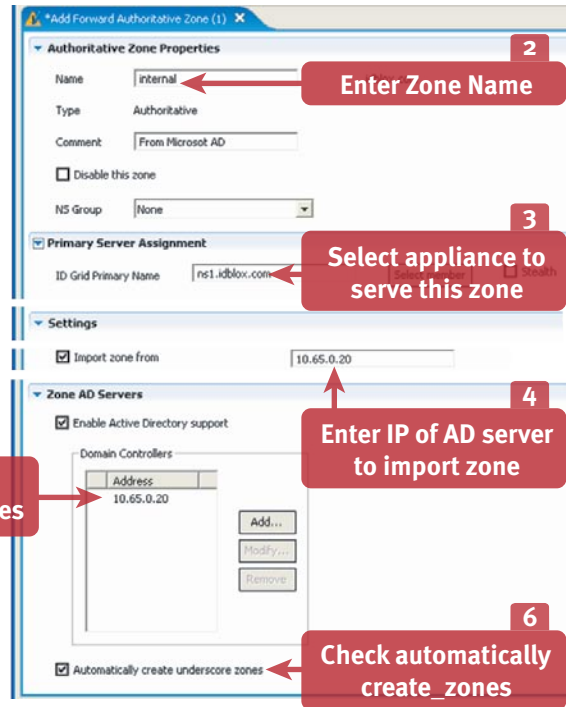 *Add Forward Authoritative Zone (1)
Authoritative Zone Properties
2
Name internal
Enter Zone Name
Type Authoritative
Comment From Microsot AD
Disable this zone
NS Group None
3
Primary Server Assignment
Select appliance to
serve this zone
ID Grid Primary Name ns1.idblox.com Select member Stealth
Settings
Import zone from 10.65.0.20
Zone AD Servers
4
Enter IP of AD server
to import zone
Enable Active Directory support
Domain Controllers
Address
10.65.0.20
Add...
Modify...
Remove
6
Automatically create underscore zones
Check automatically
create_zones